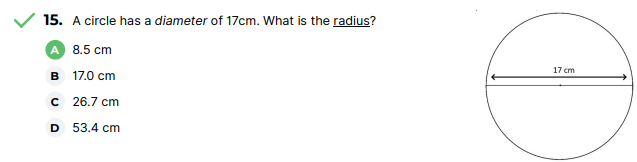 15. A circle has a diameter of 17cm. What is the radius?
A 8.5 cm
B 17.0 cm
C 26.7 cm
D 53.4 cm
17 cm